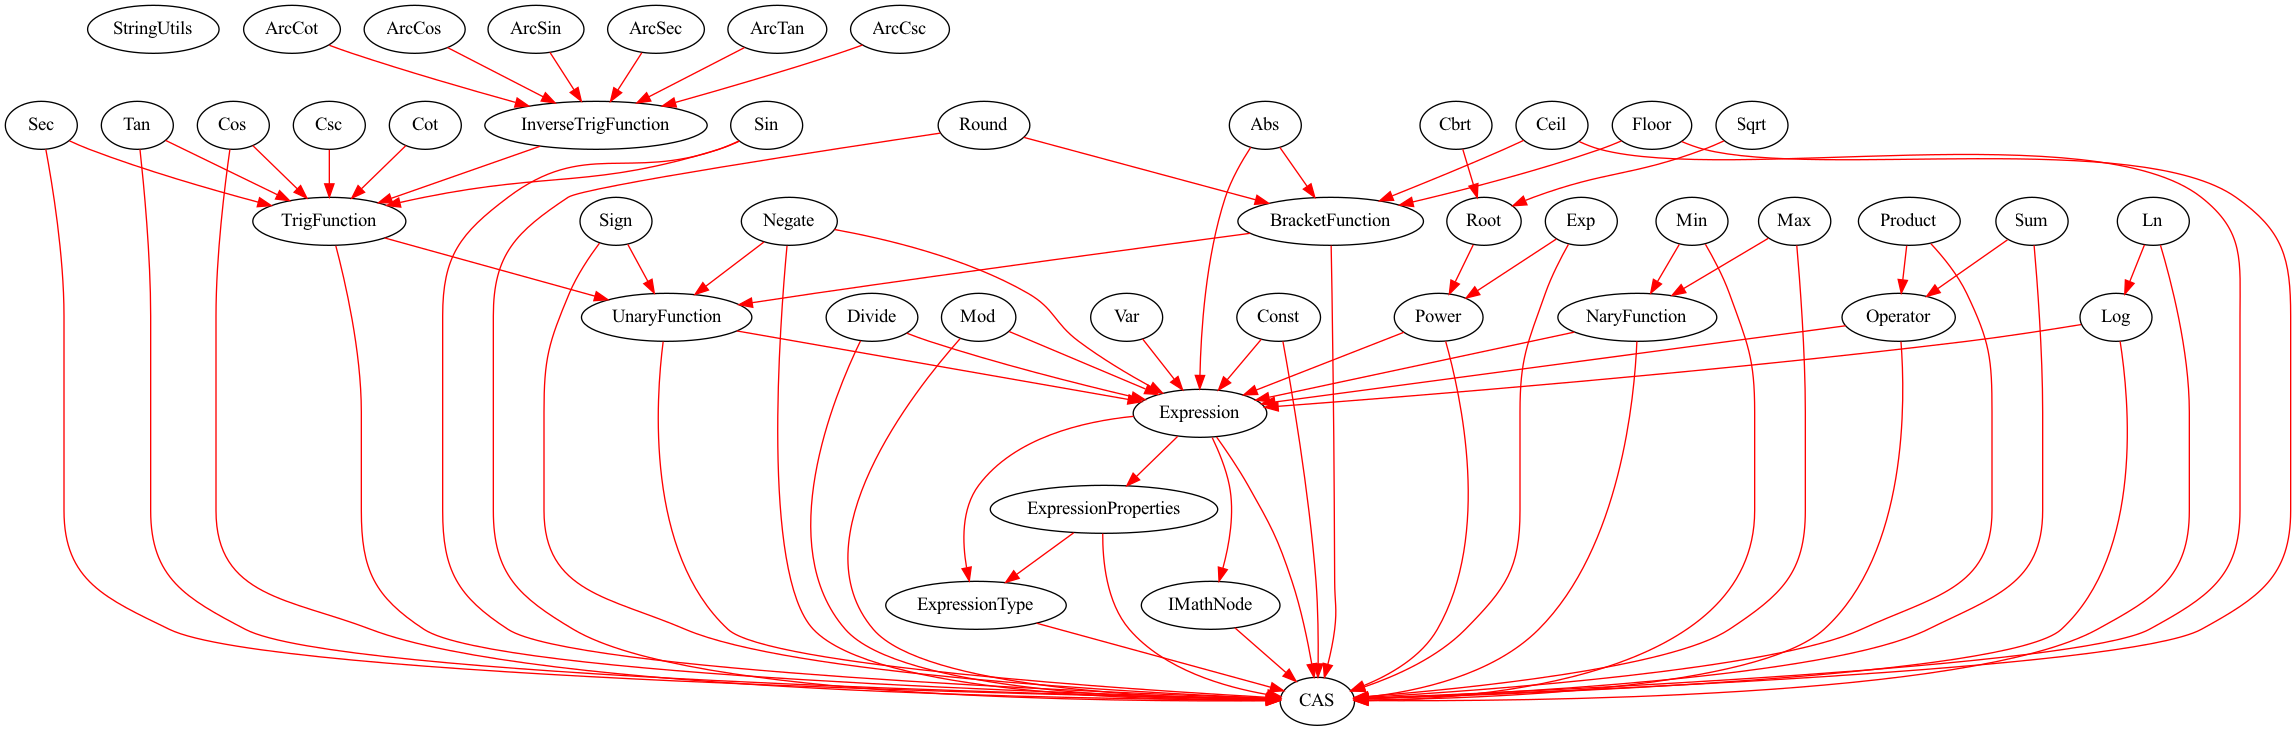 StringUtils
ArcCot
ArcCos
ArcSin
ArcSec
ArcTan
ArcCsc
Sec
Tan
Cos
Csc
Cot
InverseTrigFunction
Sin
Round
Abs
Cbrt
Ceil
Floor
Sqrt
TrigFunction
Sign
Negate
BracketFunction
Root
Exp
Min
Max
Product
Sum
Ln
UnaryFunction
Divide
Mod
Var
Const
Power
NaryFunction
Operator
Log
Expression
ExpressionProperties
ExpressionType
IMathNode
CAS